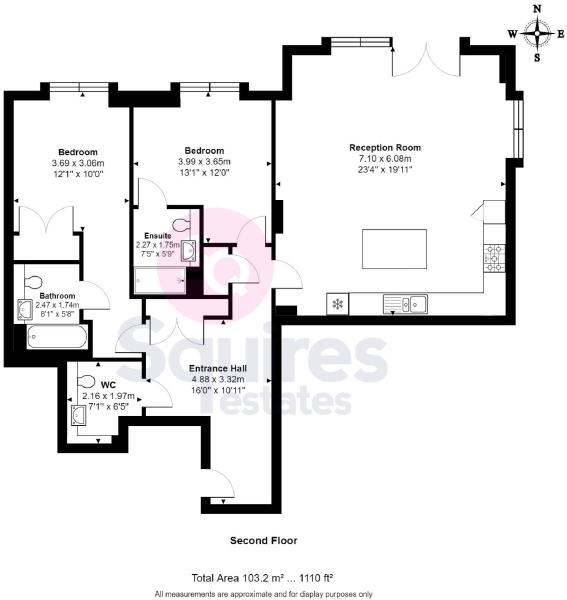 N
W E
S
Bedroom
3.69 x 3.06m
12'1" x 10'0"
Bedroom
3.99 x 3.65m
13'1" x 12'0"
Reception Room
7.10 x 6.08m
23'4" x 19'11"
Ensuite
2.27 x 1.75m
7'5" x 5'9"
Bathroom
2.47 x 1.74m
8'1" x 5'8"
Squires
estates
Entrance Hall
4.88 x 3.32m
16'0" x 10'11"
WC
2.16 x 1.97m
7'1" x 6'5"
Second Floor
Total Area 103.2 m² ... 1110 ft²
All measurements are approximate and for display purposes only